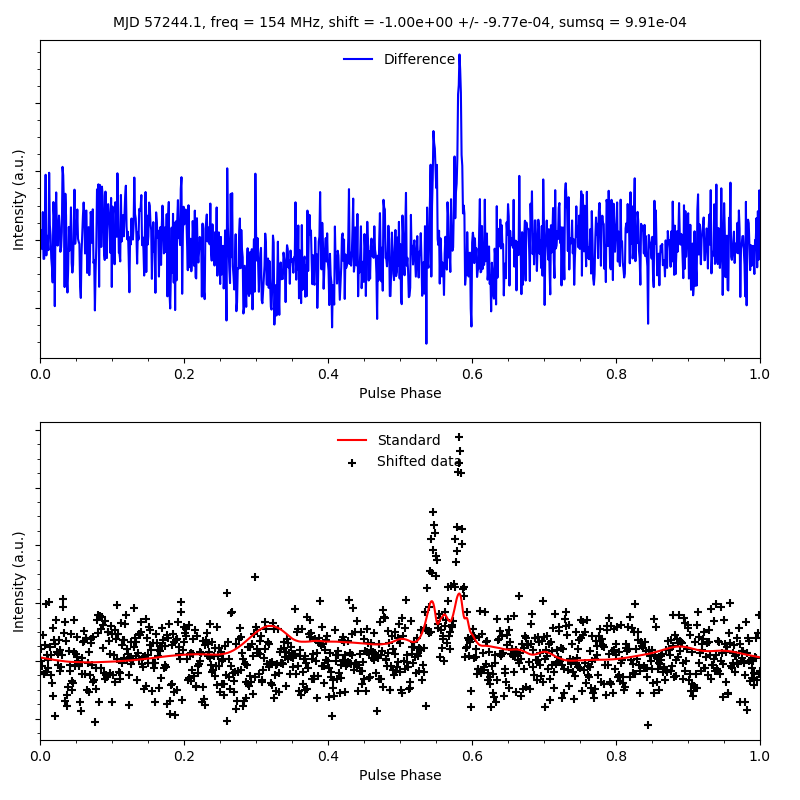 MJD 57244.1, freq = 154 MHz, shift = -1.00e+00 +/- -9.77e-04, sumsq = 9.91e-04
Difference
Intensity (a.u.)
0.0 0.2 0.4 0.6 0.8 1.0
Pulse Phase
Standard
Shifted data
Intensity (a.u.)
0.0 0.2 0.4 0.6 0.8 1.0
Pulse Phase